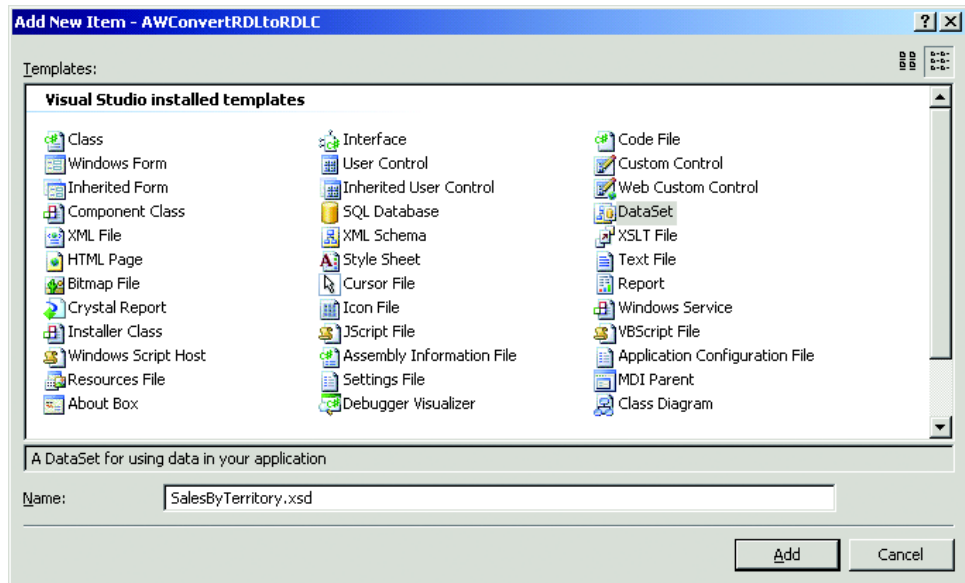 Add New Item - AWConvertRDLtoRDLC
Templates:
Visual Studio installed templates
Class
Interface
Code File
Windows Form
User Control
Custom Control
Inherited Form
Inherited User Control
Web Custom Control
Component Class
SQL Database
DataSet
XML File
XML Schema
XSLT File
HTML Page
Style Sheet
Text File
Bitmap File
Cursor File
Report
Crystal Report
Icon File
Windows Service
Installer Class
JScript File
VBScript File
Windows Script Host
Assembly Information File
Application Configuration File
Resources File
Settings File
MDI Parent
About Box
Debugger Visualizer
Class Diagram
A DataSet for using data in your application
Name:
SalesByTerritory.xsd
Add
Cancel